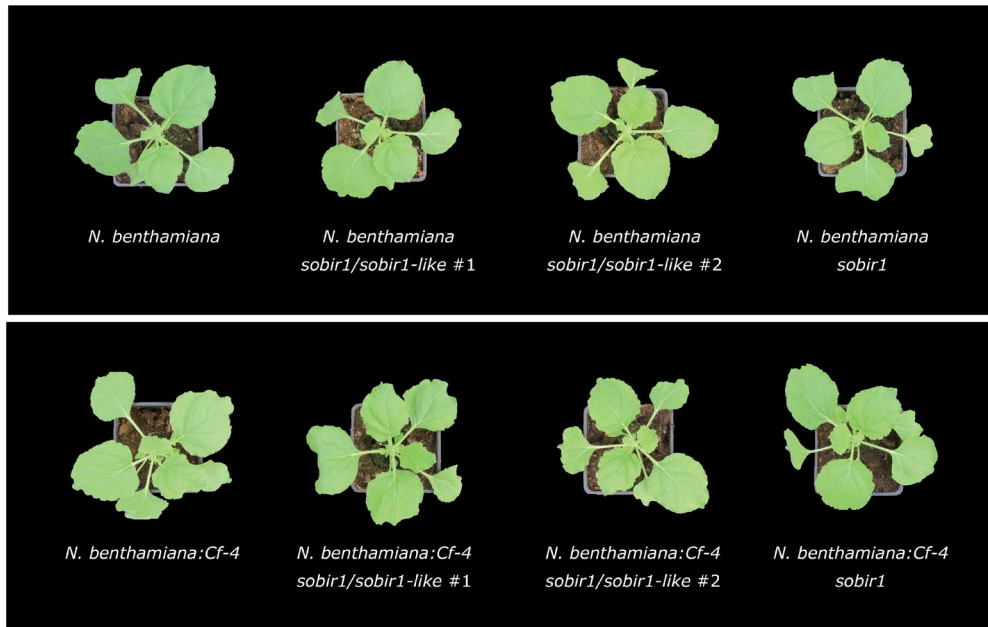 N. benthamiana
N. benthamiana
sobir1/sobir1-like #1
N. benthamiana
sobir1/sobir1-like #2
N. benthamiana
sobir1
N. benthamiana:Cf-4
N. benthamiana:Cf-4
sobir1/sobir1-like #1
N. benthamiana:Cf-4
sobir1/sobir1-like #2
N. benthamiana:Cf-4
sobir1